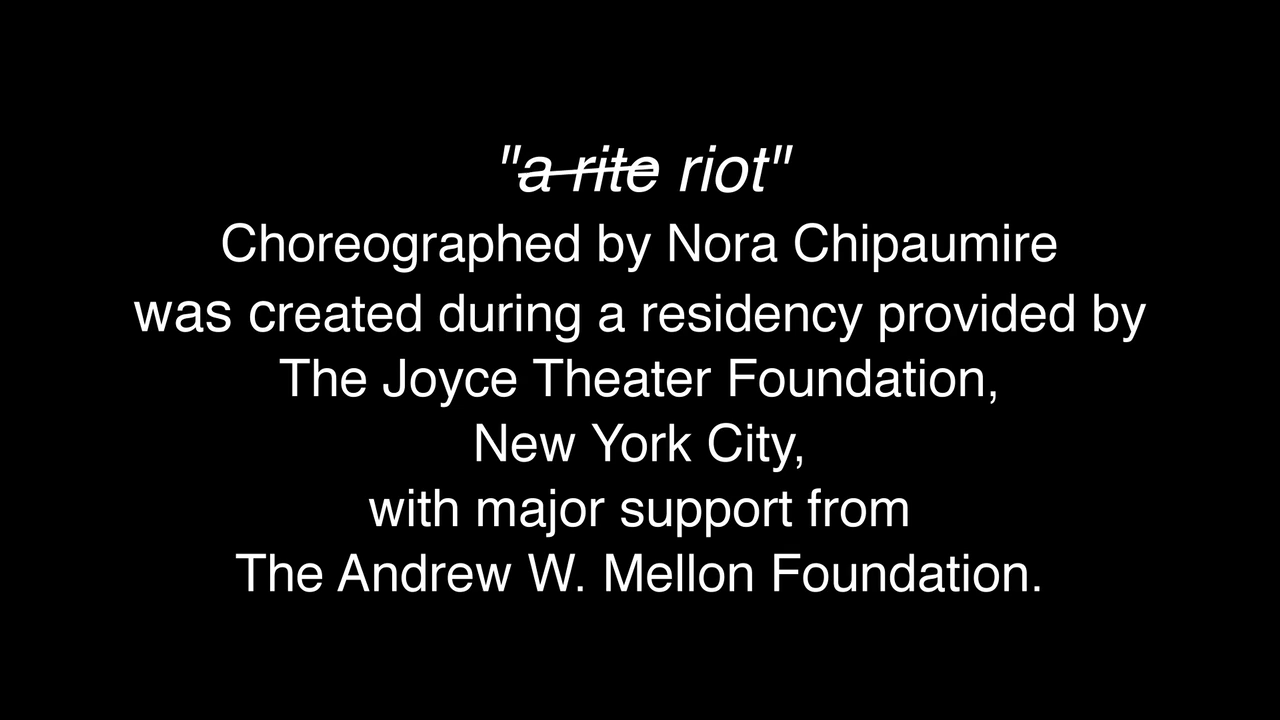 "a rite riot"
Choreographed by Nora Chipaumire
was created during a residency provided by
The Joyce Theater Foundation,
New York City,
with major support from
The Andrew W. Mellon Foundation.